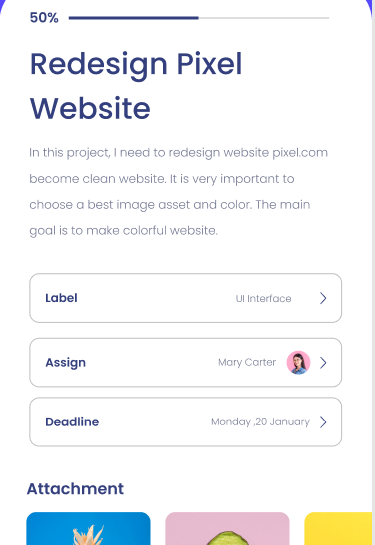 50%
Redesign Pixel
Website
In this project, I need to redesign website pixel.com
become clean website. It is very important to
choose a best image asset and color. The main
goal is to make colorful website.
Label UI Interface
Assign Mary Carter
Deadline Monday ,20 January
Attachment